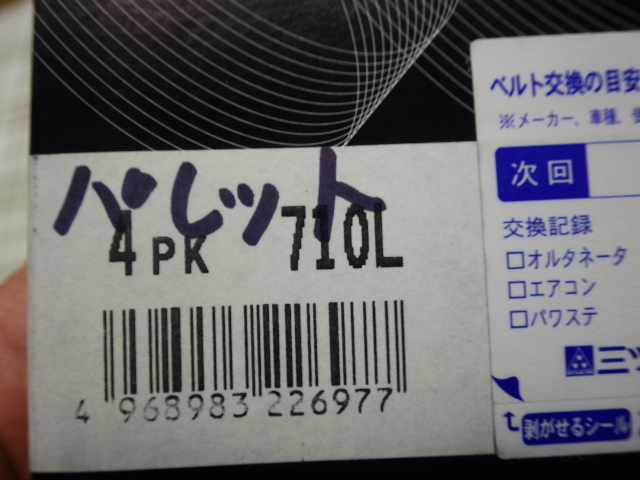 パレット
4PK 710L
4 968983 226977
ベルト交換の目安
※メーカー、車種、
次回
交換記録
□オルタネータ
□エアコン
□パワステ
三ツ
剥がせるシール